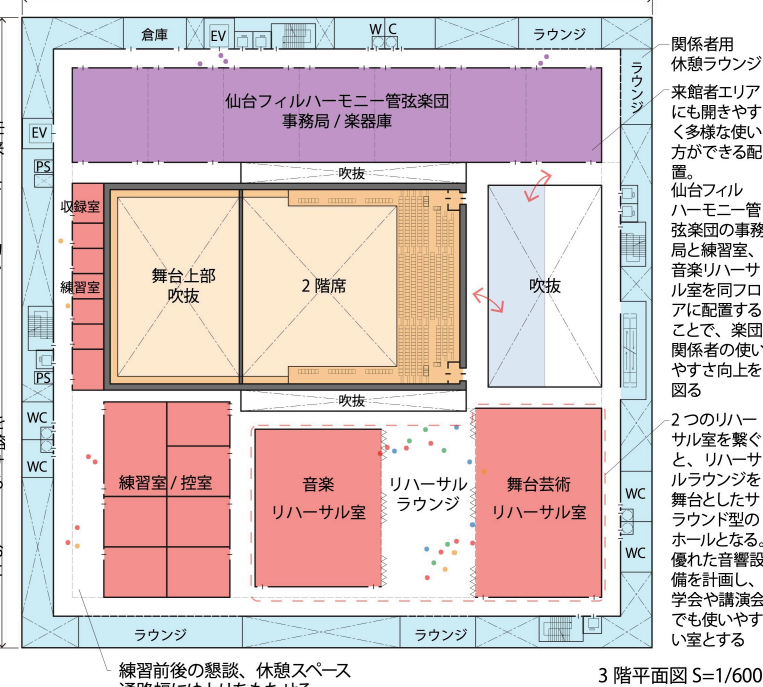 倉庫
EV
W C
ラウンジ
ラウンジ
関係者用
休憩ラウンジ
仙台フィルハーモニー管弦楽団
事務局 / 楽器庫
来館者エリア
にも開きやす
く多様な使い
方ができる配
置。
仙台フィル
ハーモニー管
弦楽団の事務
局と練習室、
音楽リハーサ
ル室を同フロ
アに配置する
ことで、楽団
関係者の使い
やすさ向上を
図る
EV
PS
吹抜
収録室
練習室
舞台上部
吹抜
2 階席
吹抜
PS
吹抜
WC
WC
練習室 / 控室
音楽
リハーサル室
リハーサル
ラウンジ
舞台芸術
リハーサル室
WC
WC
2 つのリハー
サル室を繋ぐ
と、リハーサ
ルラウンジを
舞台としたサ
ラウンド型の
ホールとなる。
優れた音響設
備を計画し、
学会や講演会
でも使いやす
い室とする
ラウンジ
ラウンジ
練習前後の懇談、休憩スペース
3 階平面図 S=1/600